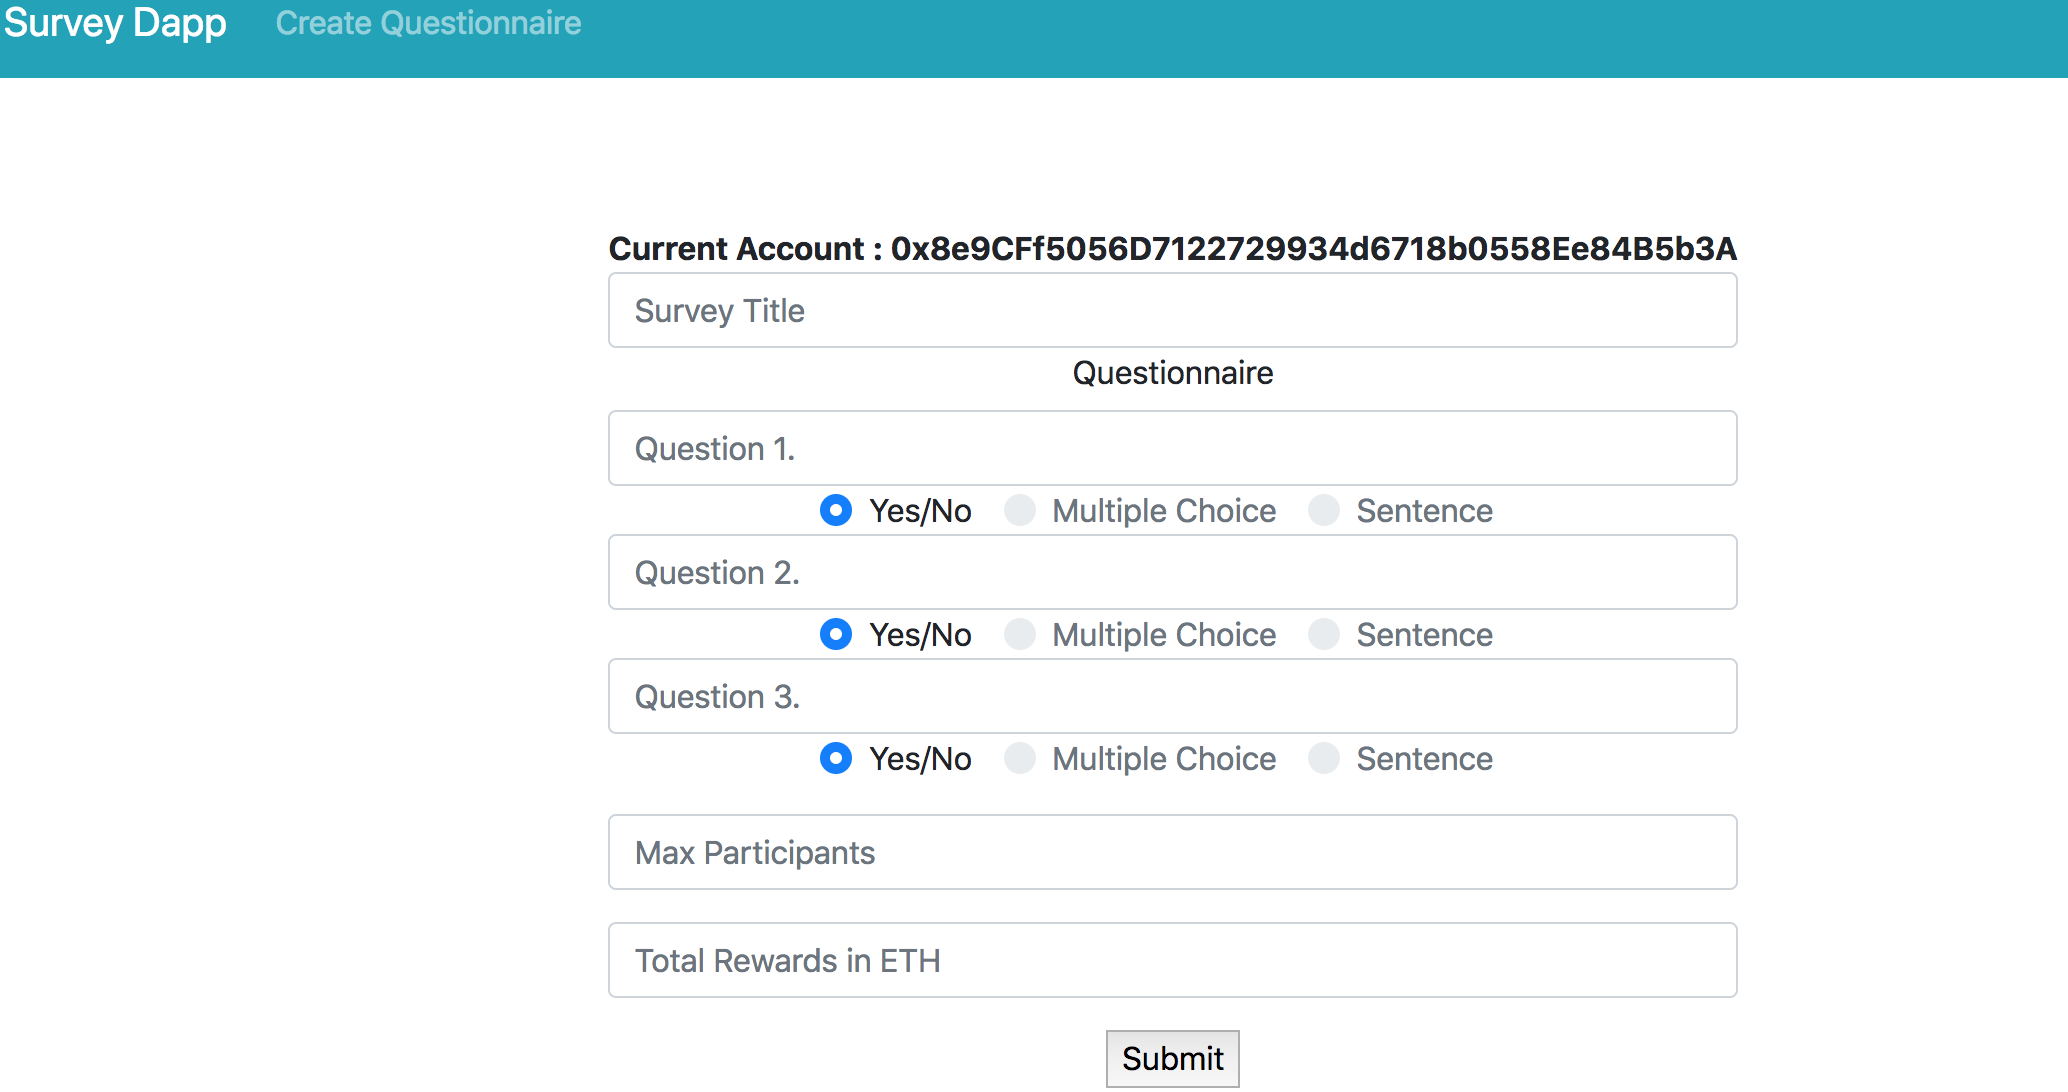 Survey Dapp Create Questionnaire
Current Account : 0x8e9CFf5056D7122729934d6718b0558Ee84B5b3A
Survey Title
Questionnaire
Question 1.
Yes/No Multiple Choice Sentence
Question 2.
Yes/No Multiple Choice Sentence
Question 3.
Yes/No Multiple Choice Sentence
Max Participants
Total Rewards in ETH
Submit